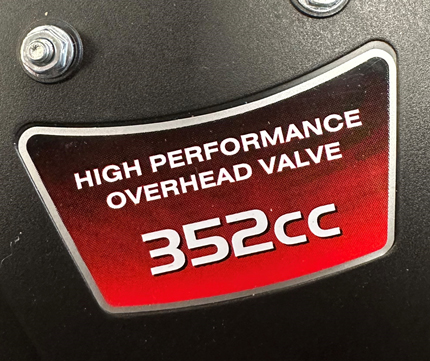 HIGH PERFORMANCE
OVERHEAD VALVE
352cc